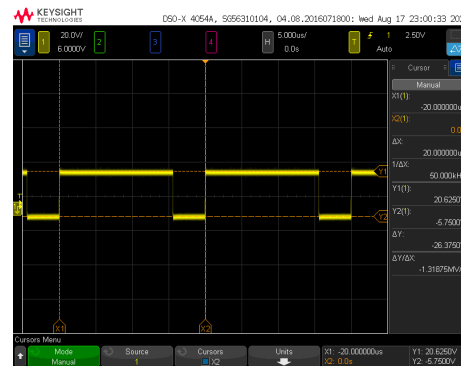 KEYSIGHT
TECHNOLOGIES
DSO-X 4054A, SG56310104, 04.08.2016071800: Wed Aug 17 23:00:33 202
1 20.0V/ 2 3 4 H 5.000us/ T 1 2.50V
6.0000V 0.0s Auto
Cursor
Manual
X1(1):
-20.000000u
X2(1):
0.0
ΔX:
20.000000u
1/ΔX:
50.000kH
Y1(1):
20.6250
Y2(1):
-5.7500
ΔY:
-26.3750
ΔY/ΔX:
-1.31875MV/
Y1
T
Y2
X1 X2
Cursors Menu
Mode Source Cursors Units X1: -20.000000us Y1: 20.6250V
Manual 1 X2 X2: 0.0s Y2: -5.7500V